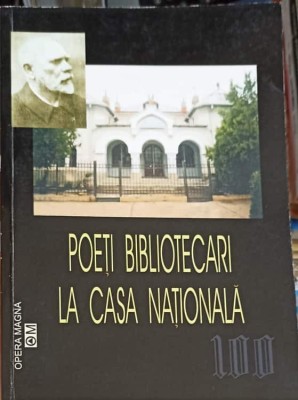 POEȚI BIBLIOTECARI
LA CASA NAȚIONALĂ
100
OPERA MAGNA
OM